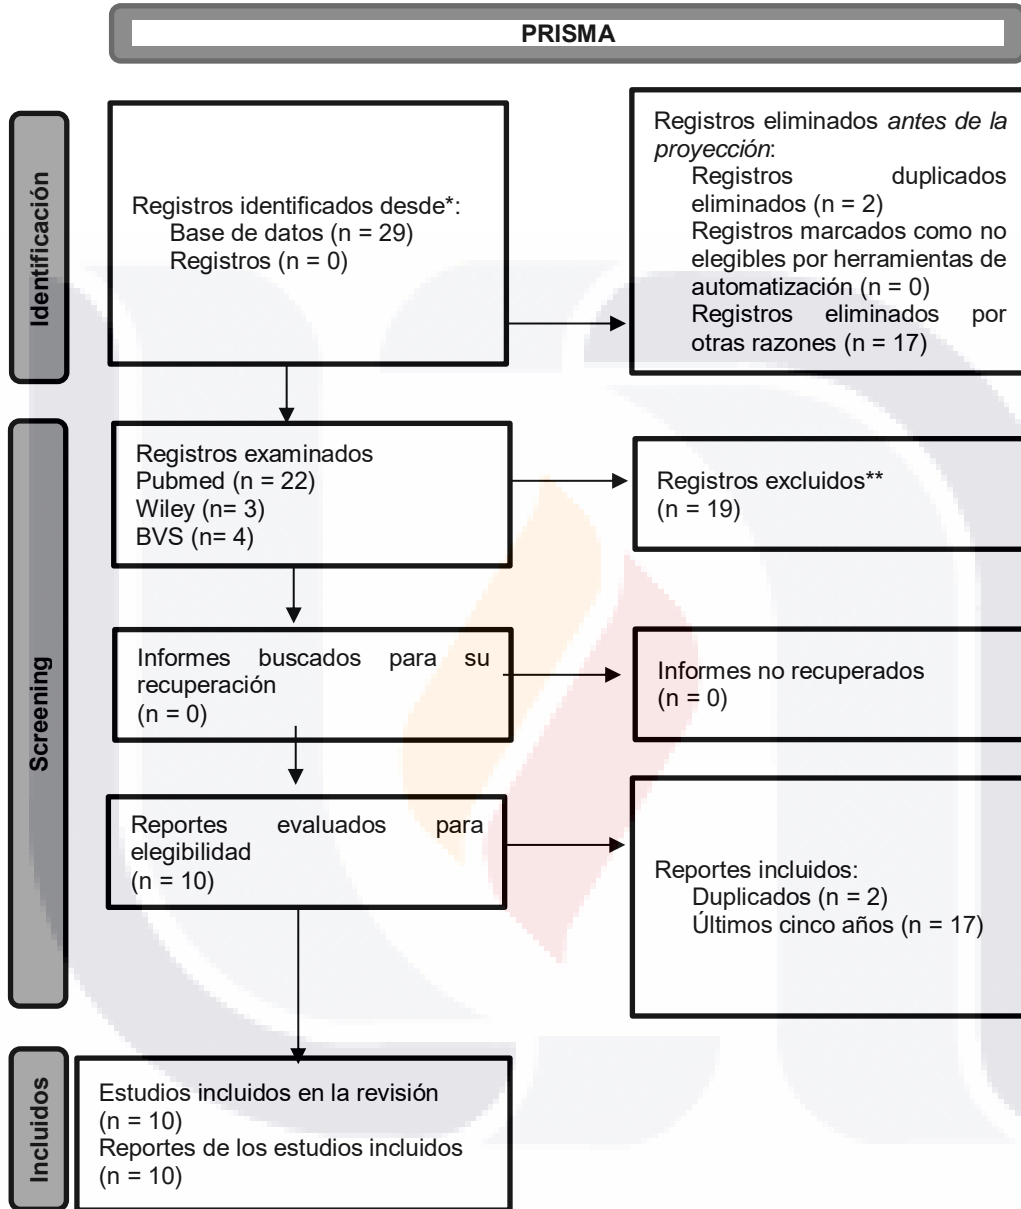 PRISMA
Identificación
Registros identificados desde*:
Base de datos (n = 29)
Registros (n = 0)
Registros eliminados antes de la
proyección:
Registros duplicados
eliminados (n = 2)
Registros marcados como no
elegibles por herramientas de
automatización (n = 0)
Registros eliminados por
otras razones (n = 17)
Screening
Registros examinados
Pubmed (n = 22)
Wiley (n= 3)
BVS (n= 4)
Registros excluidos**
(n = 19)
Informes buscados para su
recuperación
(n = 0)
Informes no recuperados
(n = 0)
Reportes evaluados para
elegibilidad
(n = 10)
Reportes incluidos:
Duplicados (n = 2)
Últimos cinco años (n = 17)
Incluidos
Estudios incluidos en la revisión
(n = 10)
Reportes de los estudios incluidos
(n = 10)